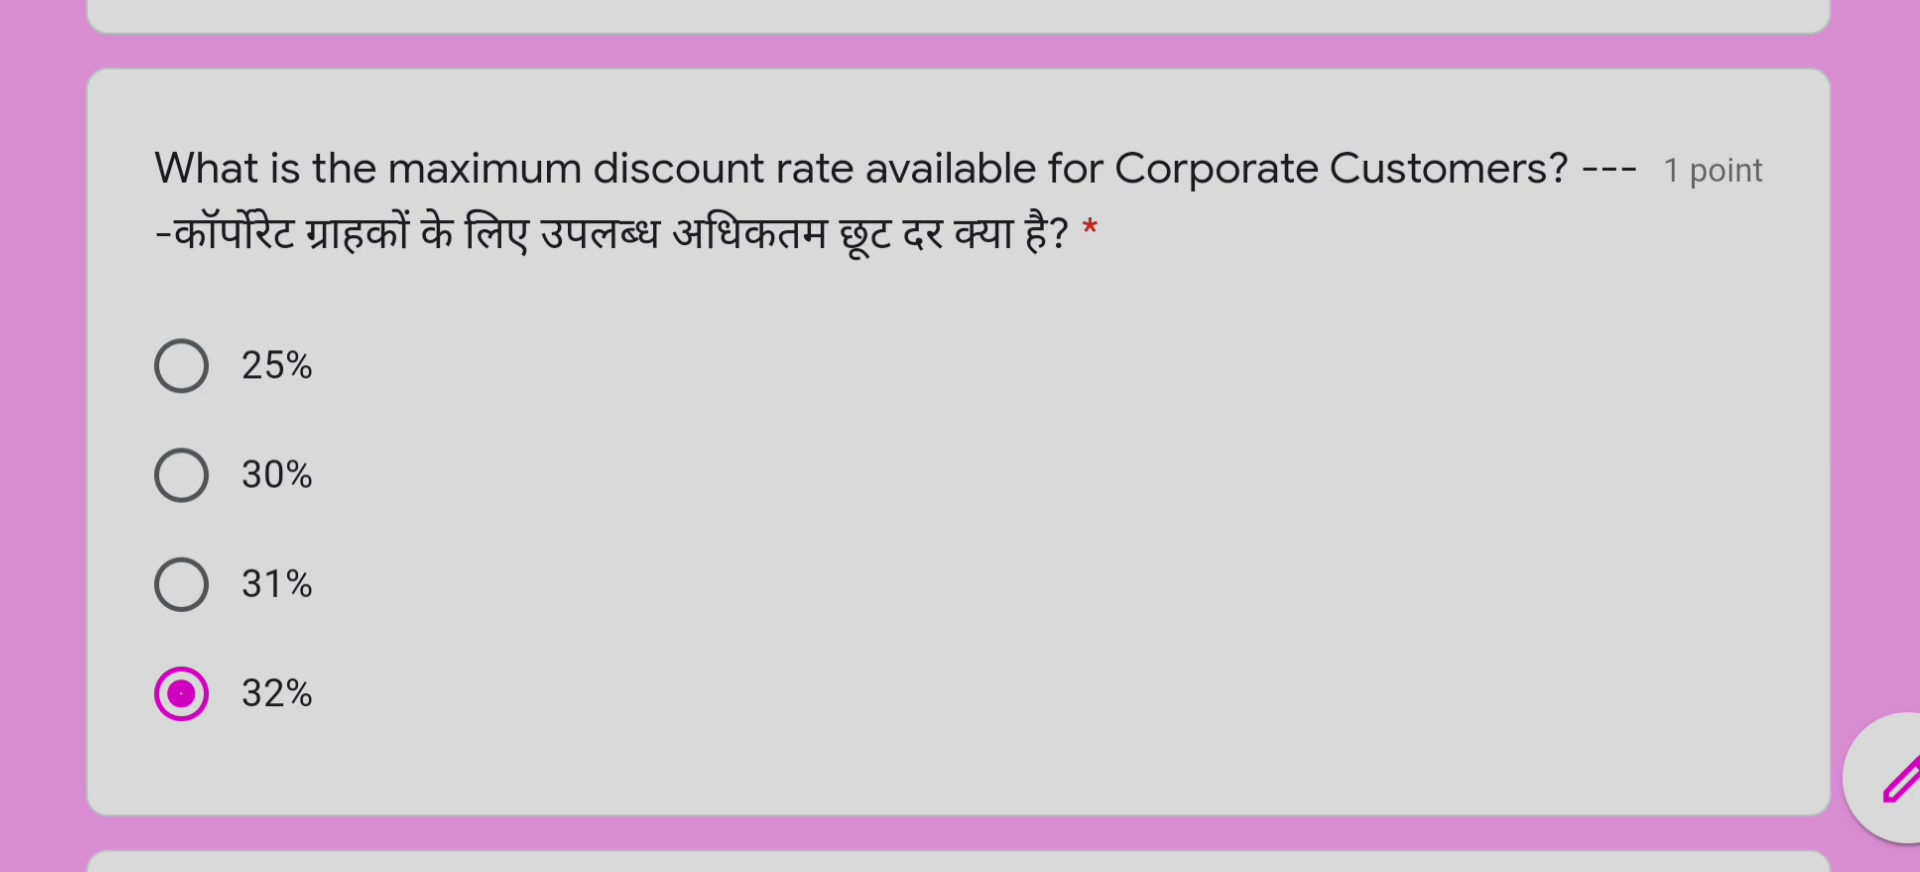 What is the maximum discount rate available for Corporate Customers? --- 1 point
-कॉर्पोरेट ग्राहकों के लिए उपलब्ध अधिकतम छूट दर क्या है? *
25%
30%
31%
32%